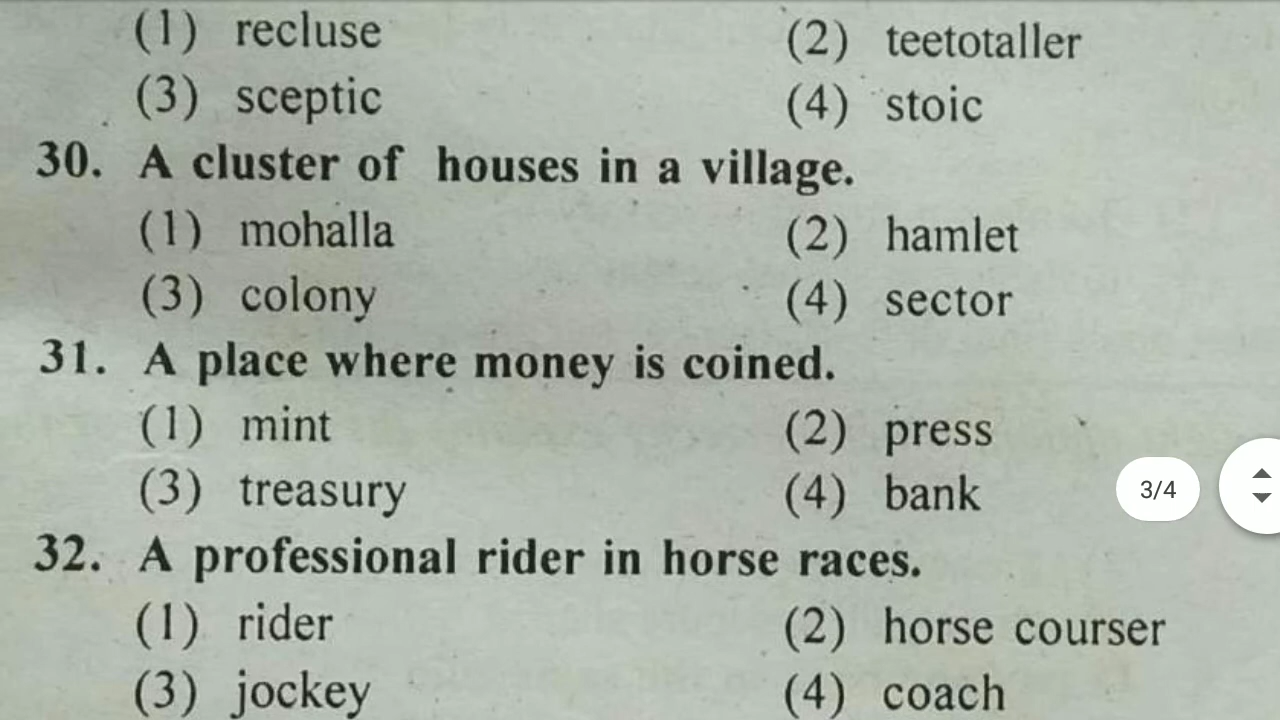 (1) recluse (2) teetotaller
(3) sceptic (4) stoic
30. A cluster of houses in a village.
(1) mohalla (2) hamlet
(3) colony (4) sector
31. A place where money is coined.
(1) mint (2) press
(3) treasury (4) bank
3/4
32. A professional rider in horse races.
(1) rider (2) horse courser
(3) jockey (4) coach